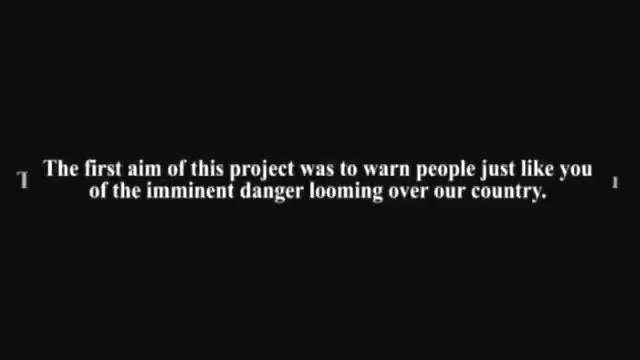 The first aim of this project was to warn people just like you
of the imminent danger looming over our country.